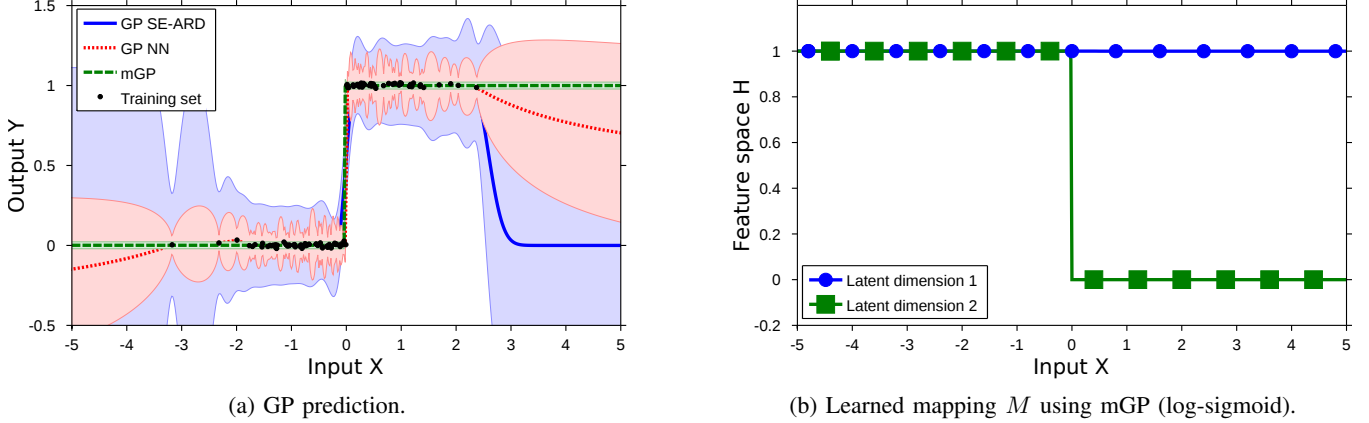 1.5
1
0.5
0
-0.5
Output Y
GP SE-ARD
GP NN
mGP
Training set
-5 -4 -3 -2 -1 0 1 2 3 4 5
Input X
(a) GP prediction.
1
0.8
0.6
0.4
0.2
0
-0.2
Feature space H
Latent dimension 1
Latent dimension 2
-5 -4 -3 -2 -1 0 1 2 3 4 5
Input X
(b) Learned mapping M using mGP (log-sigmoid).